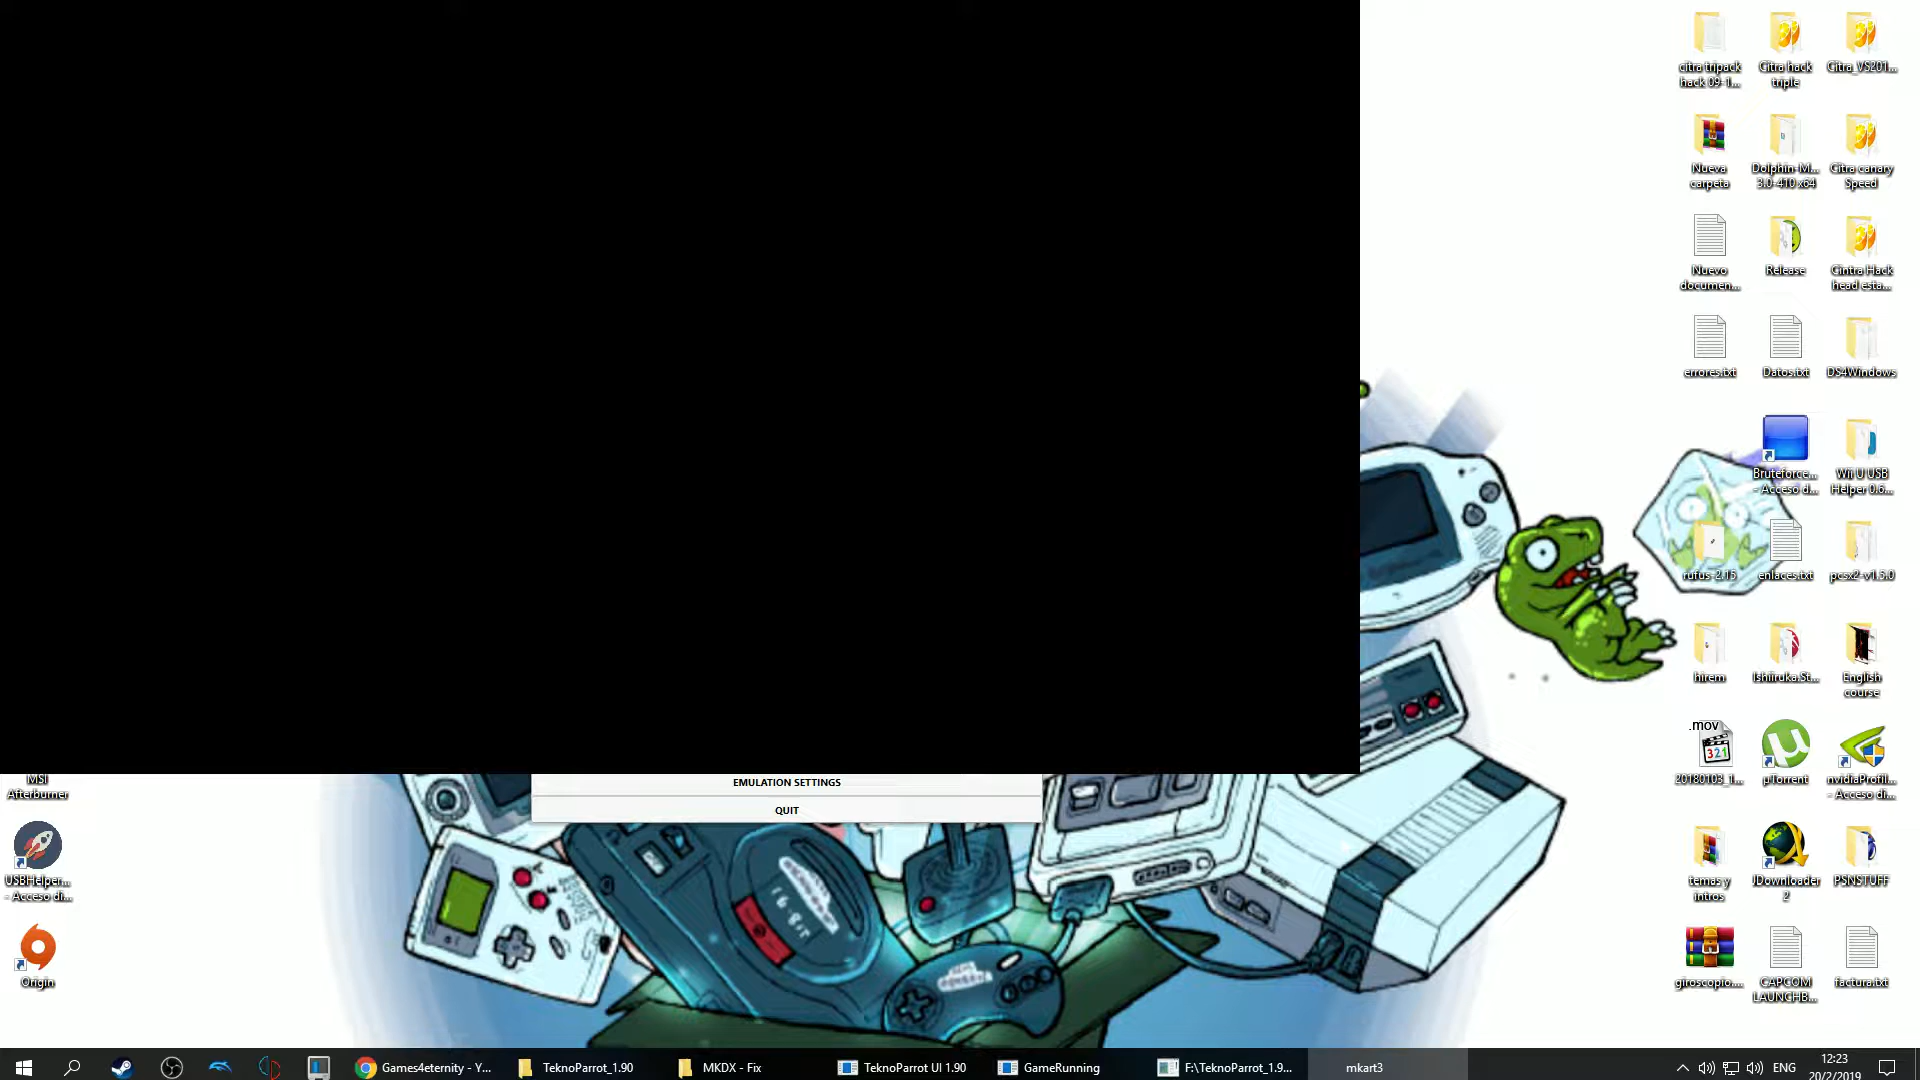 citra tripack
hack 09-1...
Citra hack
triple
Citra_VS201...
Nueva
carpeta
Dolphin-M...
3.0-410 x64
Citra canary
Speed
Nuevo
documen...
Release
Cintra Hack
head esta...
errores.txt
Datos.txt
DS4Windows
Bruteforce...
- Acceso d...
Wii U USB
Helper 0.6...
rufus-2.15
enlaces.txt
pcsx2-v1.5.0
hirem
Ishiiruka.St...
English
course
.mov
321
20180103_1...
µTorrent
nvidiaProfil...
- Acceso di...
MSI
Afterburner
EMULATION SETTINGS
QUIT
USBHelper...
- Acceso di...
temas y
intros
JDownloader
2
PSNSTUFF
16-BIT
Origin
giroscopio....
CAPCOM
LAUNCHB...
factura.txt
Games4eternity - Y...
TeknoParrot_1.90
MKDX - Fix
TeknoParrot UI 1.90
GameRunning
F:\TeknoParrot_1.9...
mkart3
ENG
12:23
20/2/2019